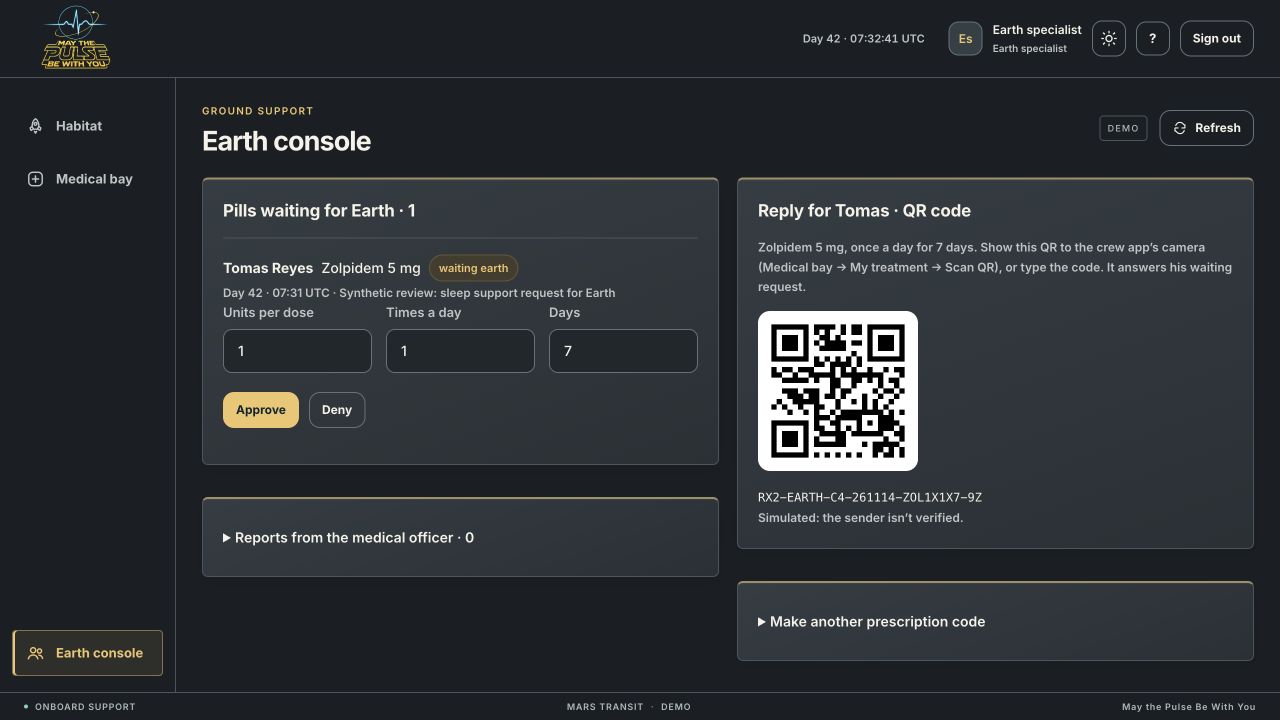 MAY THE
PULSE
BE WITH YOU
Day 42 · 07:32:41 UTC
Es
Earth specialist
Earth specialist
?
Sign out
Habitat
Medical bay
Earth console
GROUND SUPPORT
Earth console
DEMO
Refresh
Pills waiting for Earth · 1
Tomas Reyes Zolpidem 5 mg waiting earth
Day 42 · 07:31 UTC · Synthetic review: sleep support request for Earth
Units per dose Times a day Days
1 1 7
Approve Deny
Reports from the medical officer · 0
Reply for Tomas · QR code
Zolpidem 5 mg, once a day for 7 days. Show this QR to the crew app’s camera
(Medical bay → My treatment → Scan QR), or type the code. It answers his waiting
request.
RX2-EARTH-C4-261114-ZOL1X1X7-9Z
Simulated: the sender isn’t verified.
Make another prescription code
ONBOARD SUPPORT
MARS TRANSIT · DEMO
May the Pulse Be With You